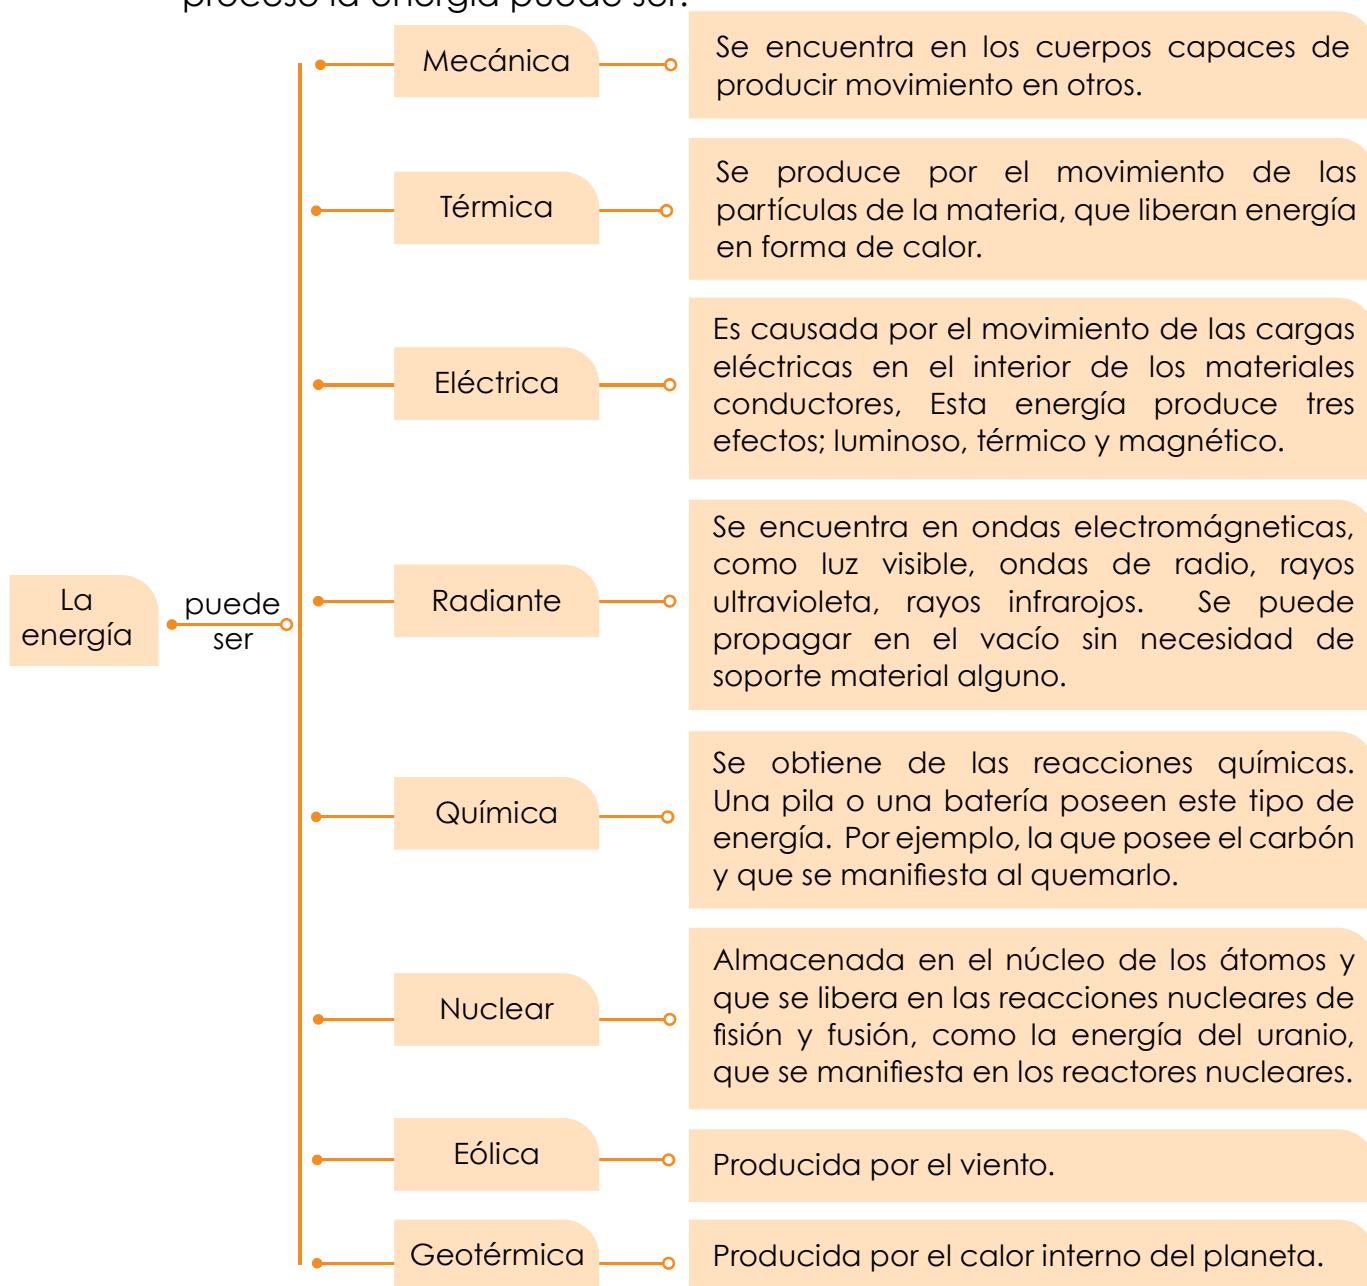 proceso la energía puede ser:
La
energía
puede
ser
Mecánica
Se encuentra en los cuerpos capaces de
producir movimiento en otros.
Térmica
Se produce por el movimiento de las
partículas de la materia, que liberan energía
en forma de calor.
Eléctrica
Es causada por el movimiento de las cargas
eléctricas en el interior de los materiales
conductores, Esta energía produce tres
efectos; luminoso, térmico y magnético.
Radiante
Se encuentra en ondas electromágneticas,
como luz visible, ondas de radio, rayos
ultravioleta, rayos infrarojos. Se puede
propagar en el vacío sin necesidad de
soporte material alguno.
Química
Se obtiene de las reacciones químicas.
Una pila o una batería poseen este tipo de
energía. Por ejemplo, la que posee el carbón
y que se manifiesta al quemarlo.
Nuclear
Almacenada en el núcleo de los átomos y
que se libera en las reacciones nucleares de
fisión y fusión, como la energía del uranio,
que se manifiesta en los reactores nucleares.
Eólica
Producida por el viento.
Geotérmica
Producida por el calor interno del planeta.